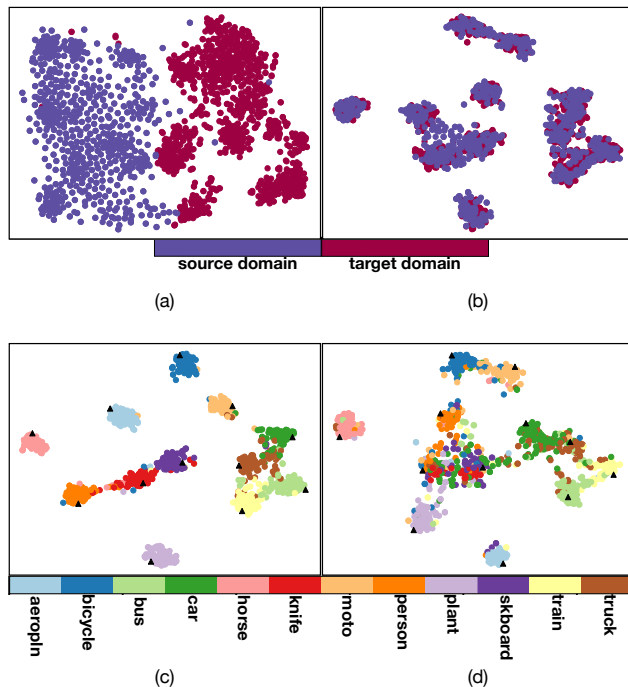 source domain target domain
(a) (b)
aeropln bicycle bus car horse knife moto person plant skboard train truck
(c) (d)